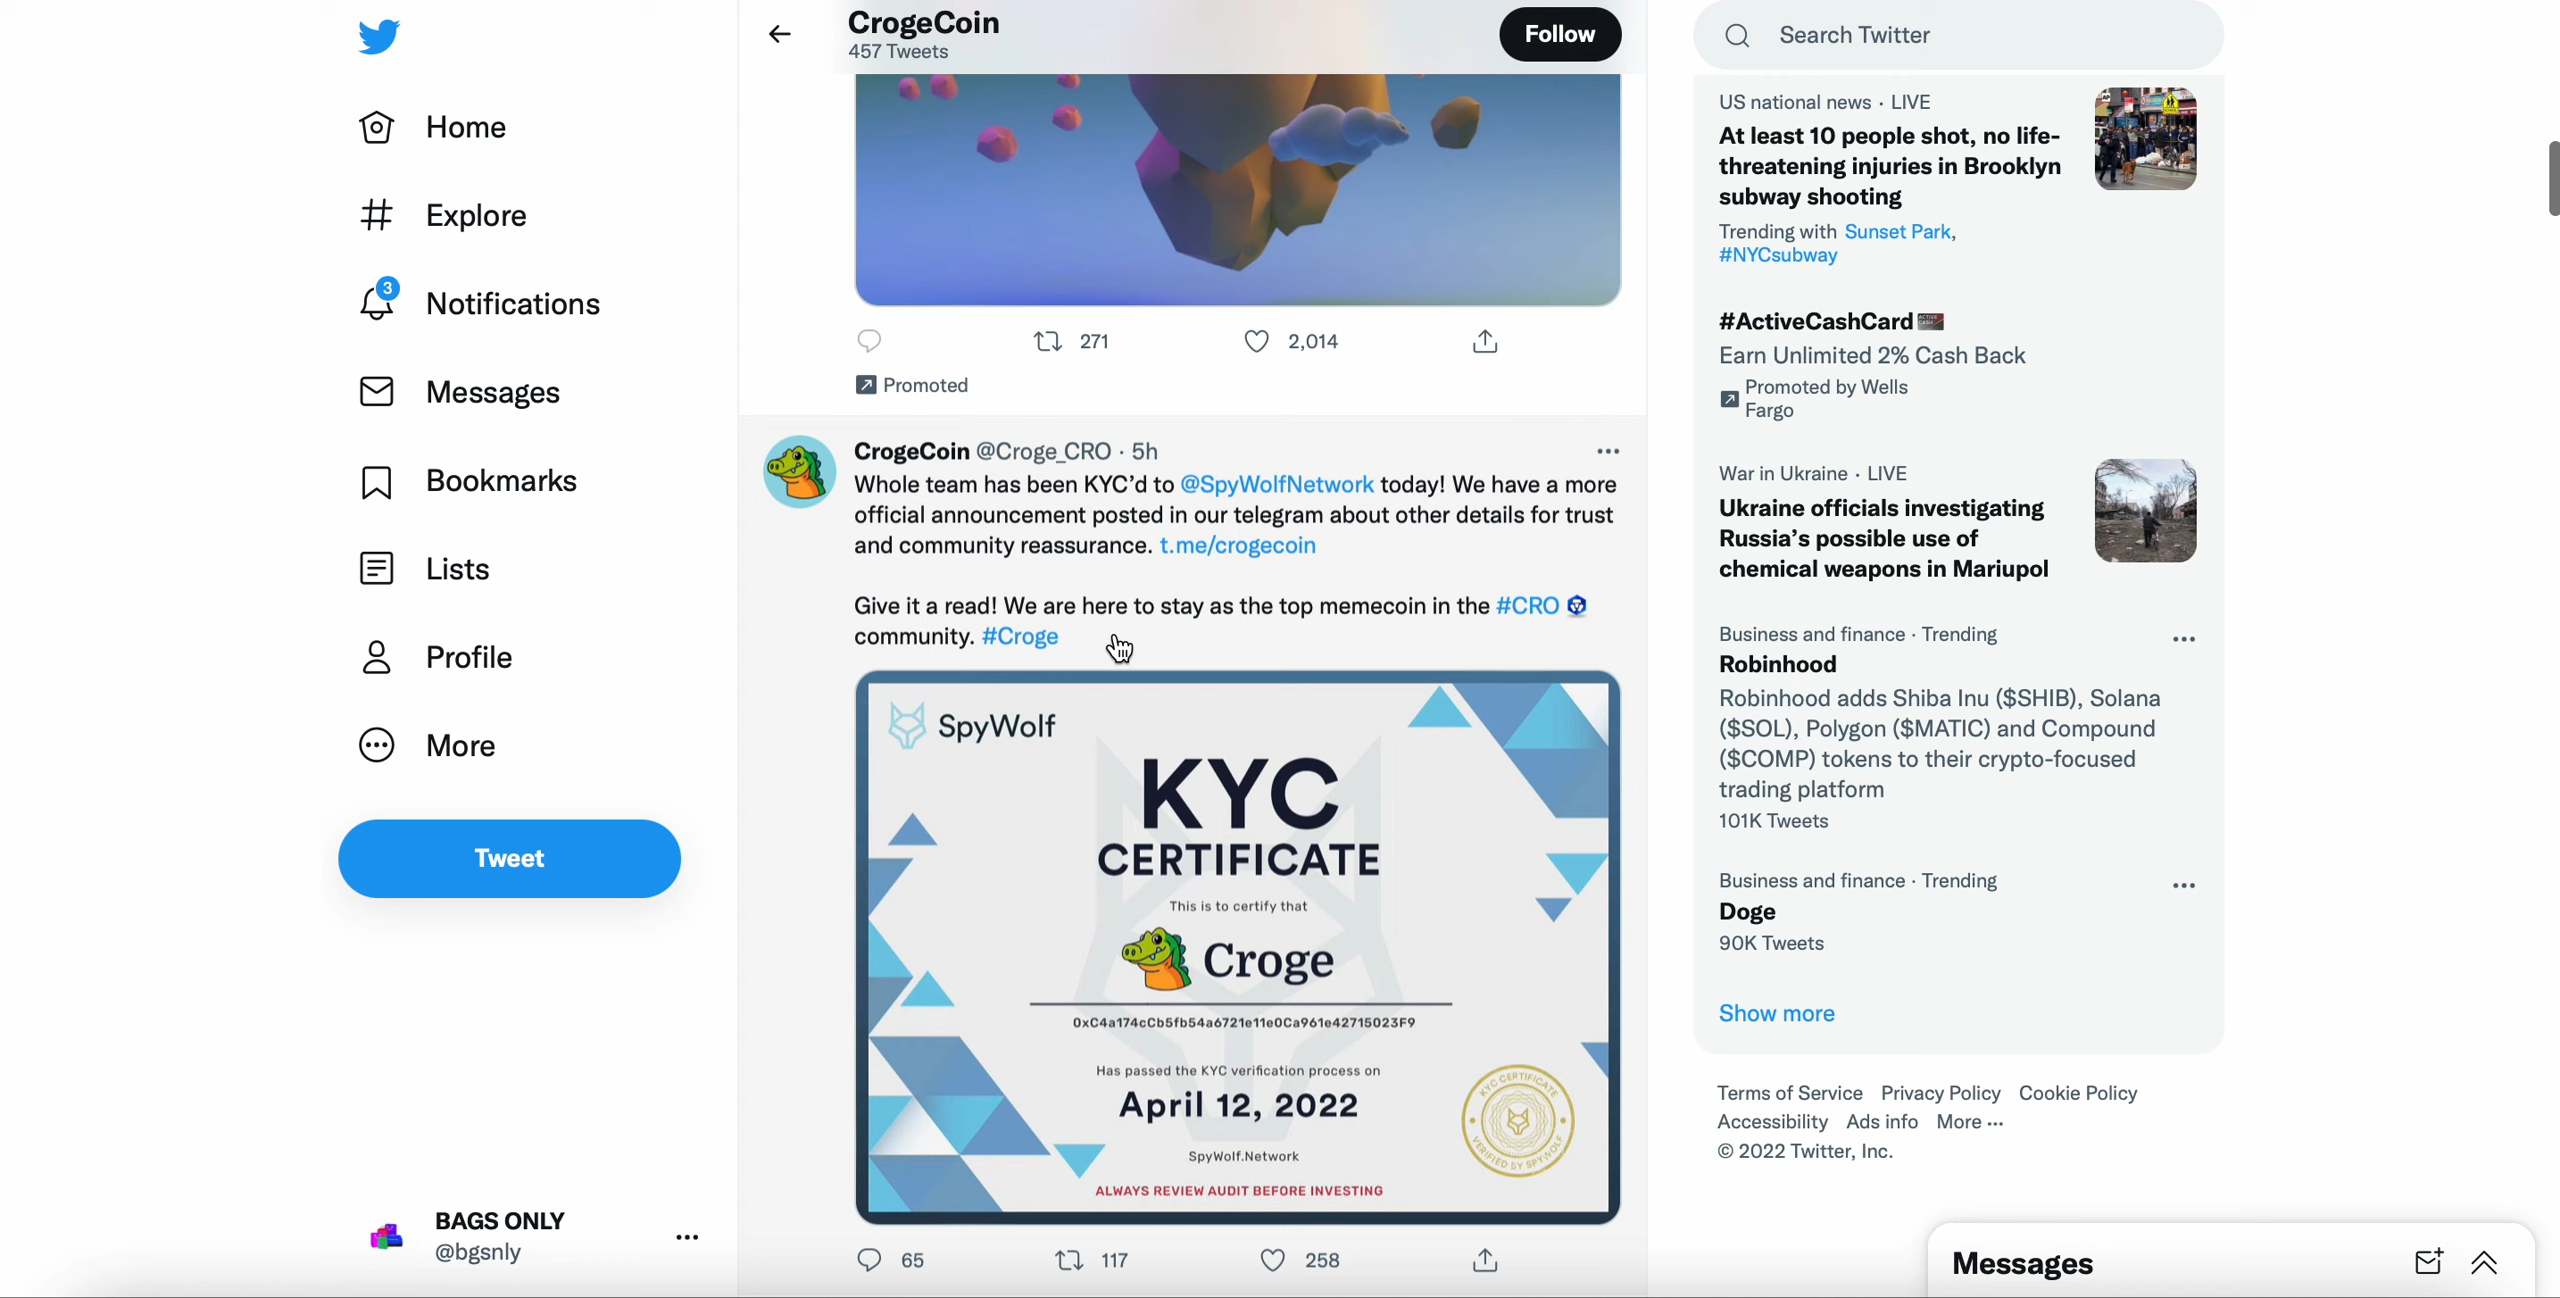 Home
Explore
3
Notifications
Messages
Bookmarks
Lists
Profile
More
Tweet
BAGS ONLY
@bgsnly
CrogeCoin
457 Tweets
Follow
271
2,014
Promoted
CrogeCoin @Croge_CRO · 5h
Whole team has been KYC'd to @SpyWolfNetwork today! We have a more
official announcement posted in our telegram about other details for trust
and community reassurance. t.me/crogecoin
Give it a read! We are here to stay as the top memecoin in the #CRO
community. #Croge
SpyWolf
KYC
CERTIFICATE
This is to certify that
Croge
0xC4a174cCb5fb54a6721e11e0Ca961e42715023F9
Has passed the KYC verification process on
April 12, 2022
SpyWolf.Network
ALWAYS REVIEW AUDIT BEFORE INVESTING
KYC CERTIFICATE
VERIFIED BY SPYWOLF
65
117
258
Search Twitter
US national news · LIVE
At least 10 people shot, no life-
threatening injuries in Brooklyn
subway shooting
Trending with Sunset Park,
#NYCsubway
#ActiveCashCard
Earn Unlimited 2% Cash Back
Promoted by Wells
Fargo
War in Ukraine · LIVE
Ukraine officials investigating
Russia's possible use of
chemical weapons in Mariupol
Business and finance · Trending
Robinhood
Robinhood adds Shiba Inu ($SHIB), Solana
($SOL), Polygon ($MATIC) and Compound
($COMP) tokens to their crypto-focused
trading platform
101K Tweets
Business and finance · Trending
Doge
90K Tweets
Show more
Terms of Service Privacy Policy Cookie Policy
Accessibility Ads info More ···
© 2022 Twitter, Inc.
Messages